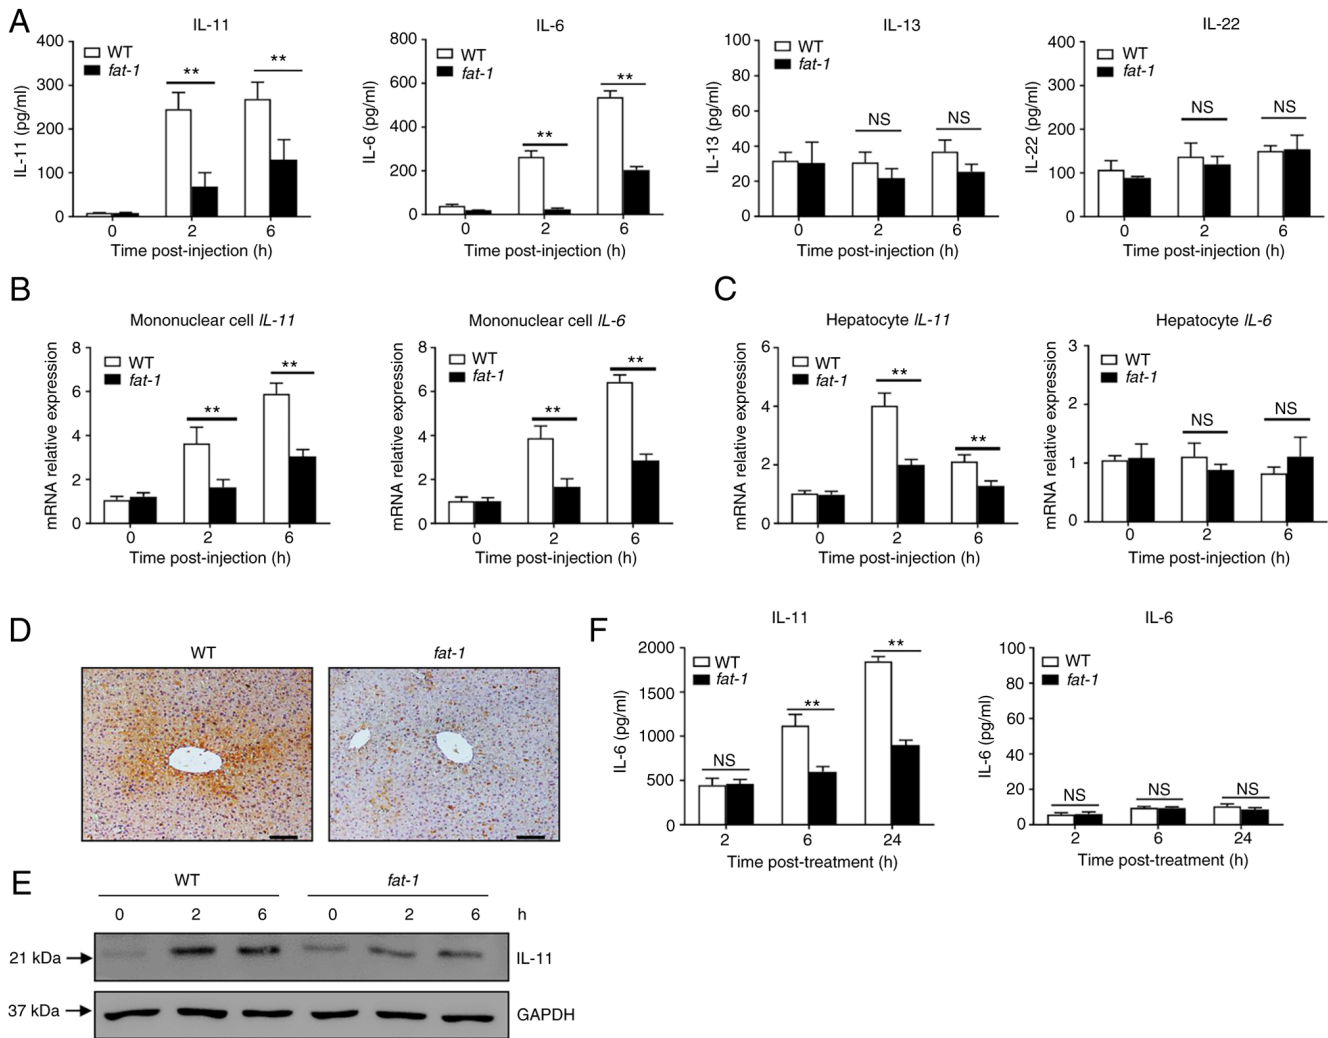 A
IL-11
IL-11 (pg/ml)
400
300
200
100
0
WT
fat-1
**
**
0 2 6
Time post-injection (h)
IL-6
IL-6 (pg/ml)
800
600
400
200
0
WT
fat-1
**
**
0 2 6
Time post-injection (h)
IL-13
IL-13 (pg/ml)
100
80
60
40
20
0
WT
fat-1
NS
NS
0 2 6
Time post-injection (h)
IL-22
IL-22 (pg/ml)
400
300
200
100
0
WT
fat-1
NS
NS
0 2 6
Time post-injection (h)
B
Mononuclear cell IL-11
mRNA relative expression
8
6
4
2
0
WT
fat-1
**
**
0 2 6
Time post-injection (h)
Mononuclear cell IL-6
mRNA relative expression
8
6
4
2
0
WT
fat-1
**
**
0 2 6
Time post-injection (h)
C
Hepatocyte IL-11
mRNA relative expression
6
4
2
0
WT
fat-1
**
**
0 2 6
Time post-injection (h)
Hepatocyte IL-6
mRNA relative expression
3
2
1
0
WT
fat-1
NS
NS
0 2 6
Time post-injection (h)
D
WT
fat-1
E
WT
fat-1
0 2 6 0 2 6 h
21 kDa
IL-11
37 kDa
GAPDH
F
IL-11
IL-6 (pg/ml)
2000
1500
1000
500
0
WT
fat-1
NS
**
**
2 6 24
Time post-treatment (h)
IL-6
IL-6 (pg/ml)
100
80
60
40
20
0
WT
fat-1
NS
NS
NS
2 6 24
Time post-treatment (h)